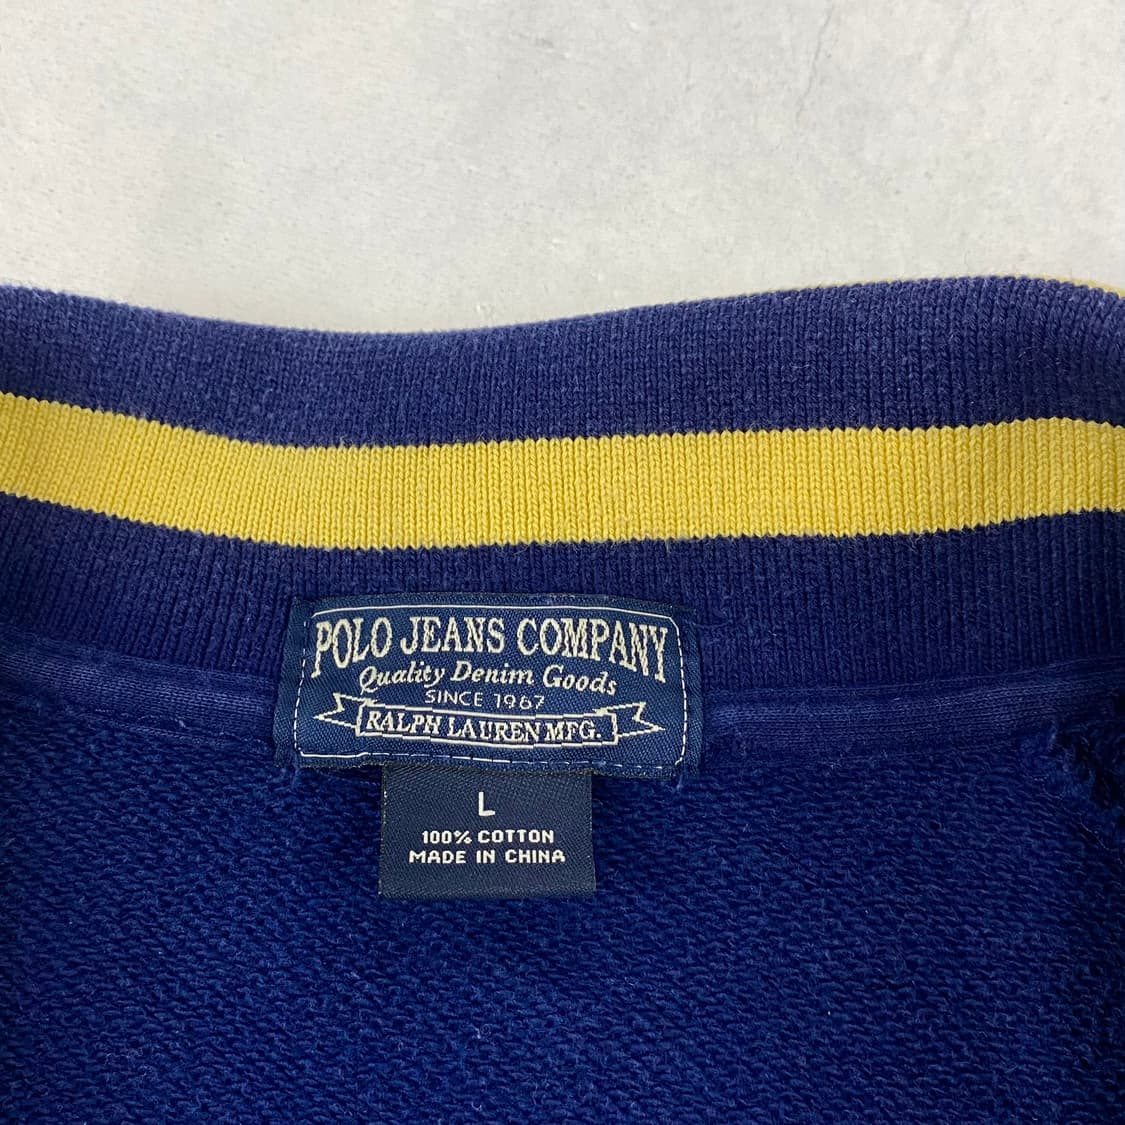 POLO JEANS COMPANY
Quality Denim Goods
SINCE 1967
RALPH LAUREN MFG.
L
100% COTTON
MADE IN CHINA